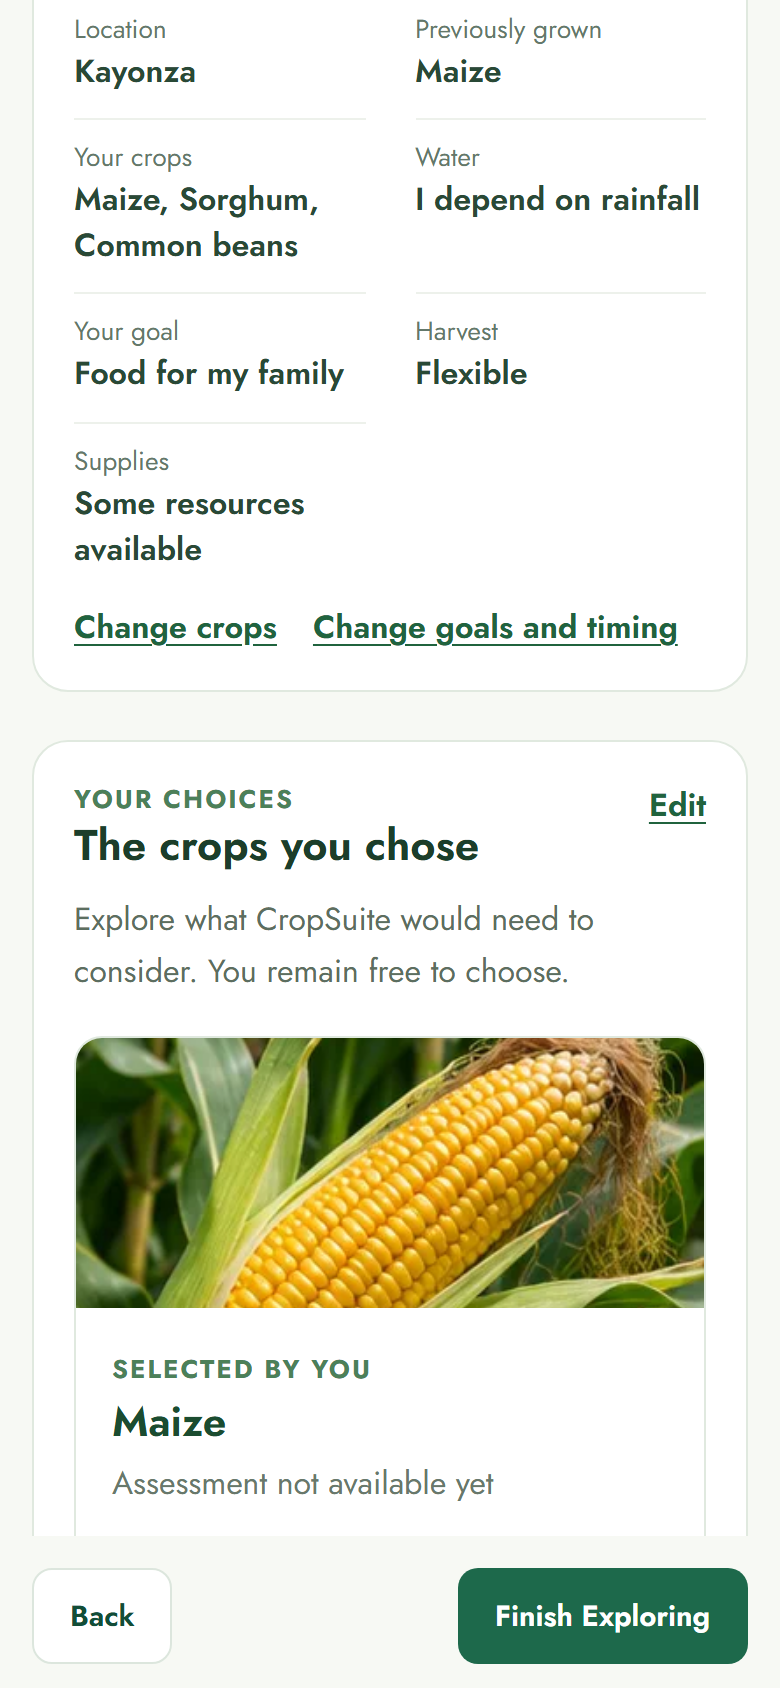 Location
Kayonza
Previously grown
Maize
Your crops
Maize, Sorghum,
Common beans
Water
I depend on rainfall
Your goal
Food for my family
Harvest
Flexible
Supplies
Some resources
available
Change crops
Change goals and timing
YOUR CHOICES
Edit
The crops you chose
Explore what CropSuite would need to
consider. You remain free to choose.
SELECTED BY YOU
Maize
Assessment not available yet
Back
Finish Exploring